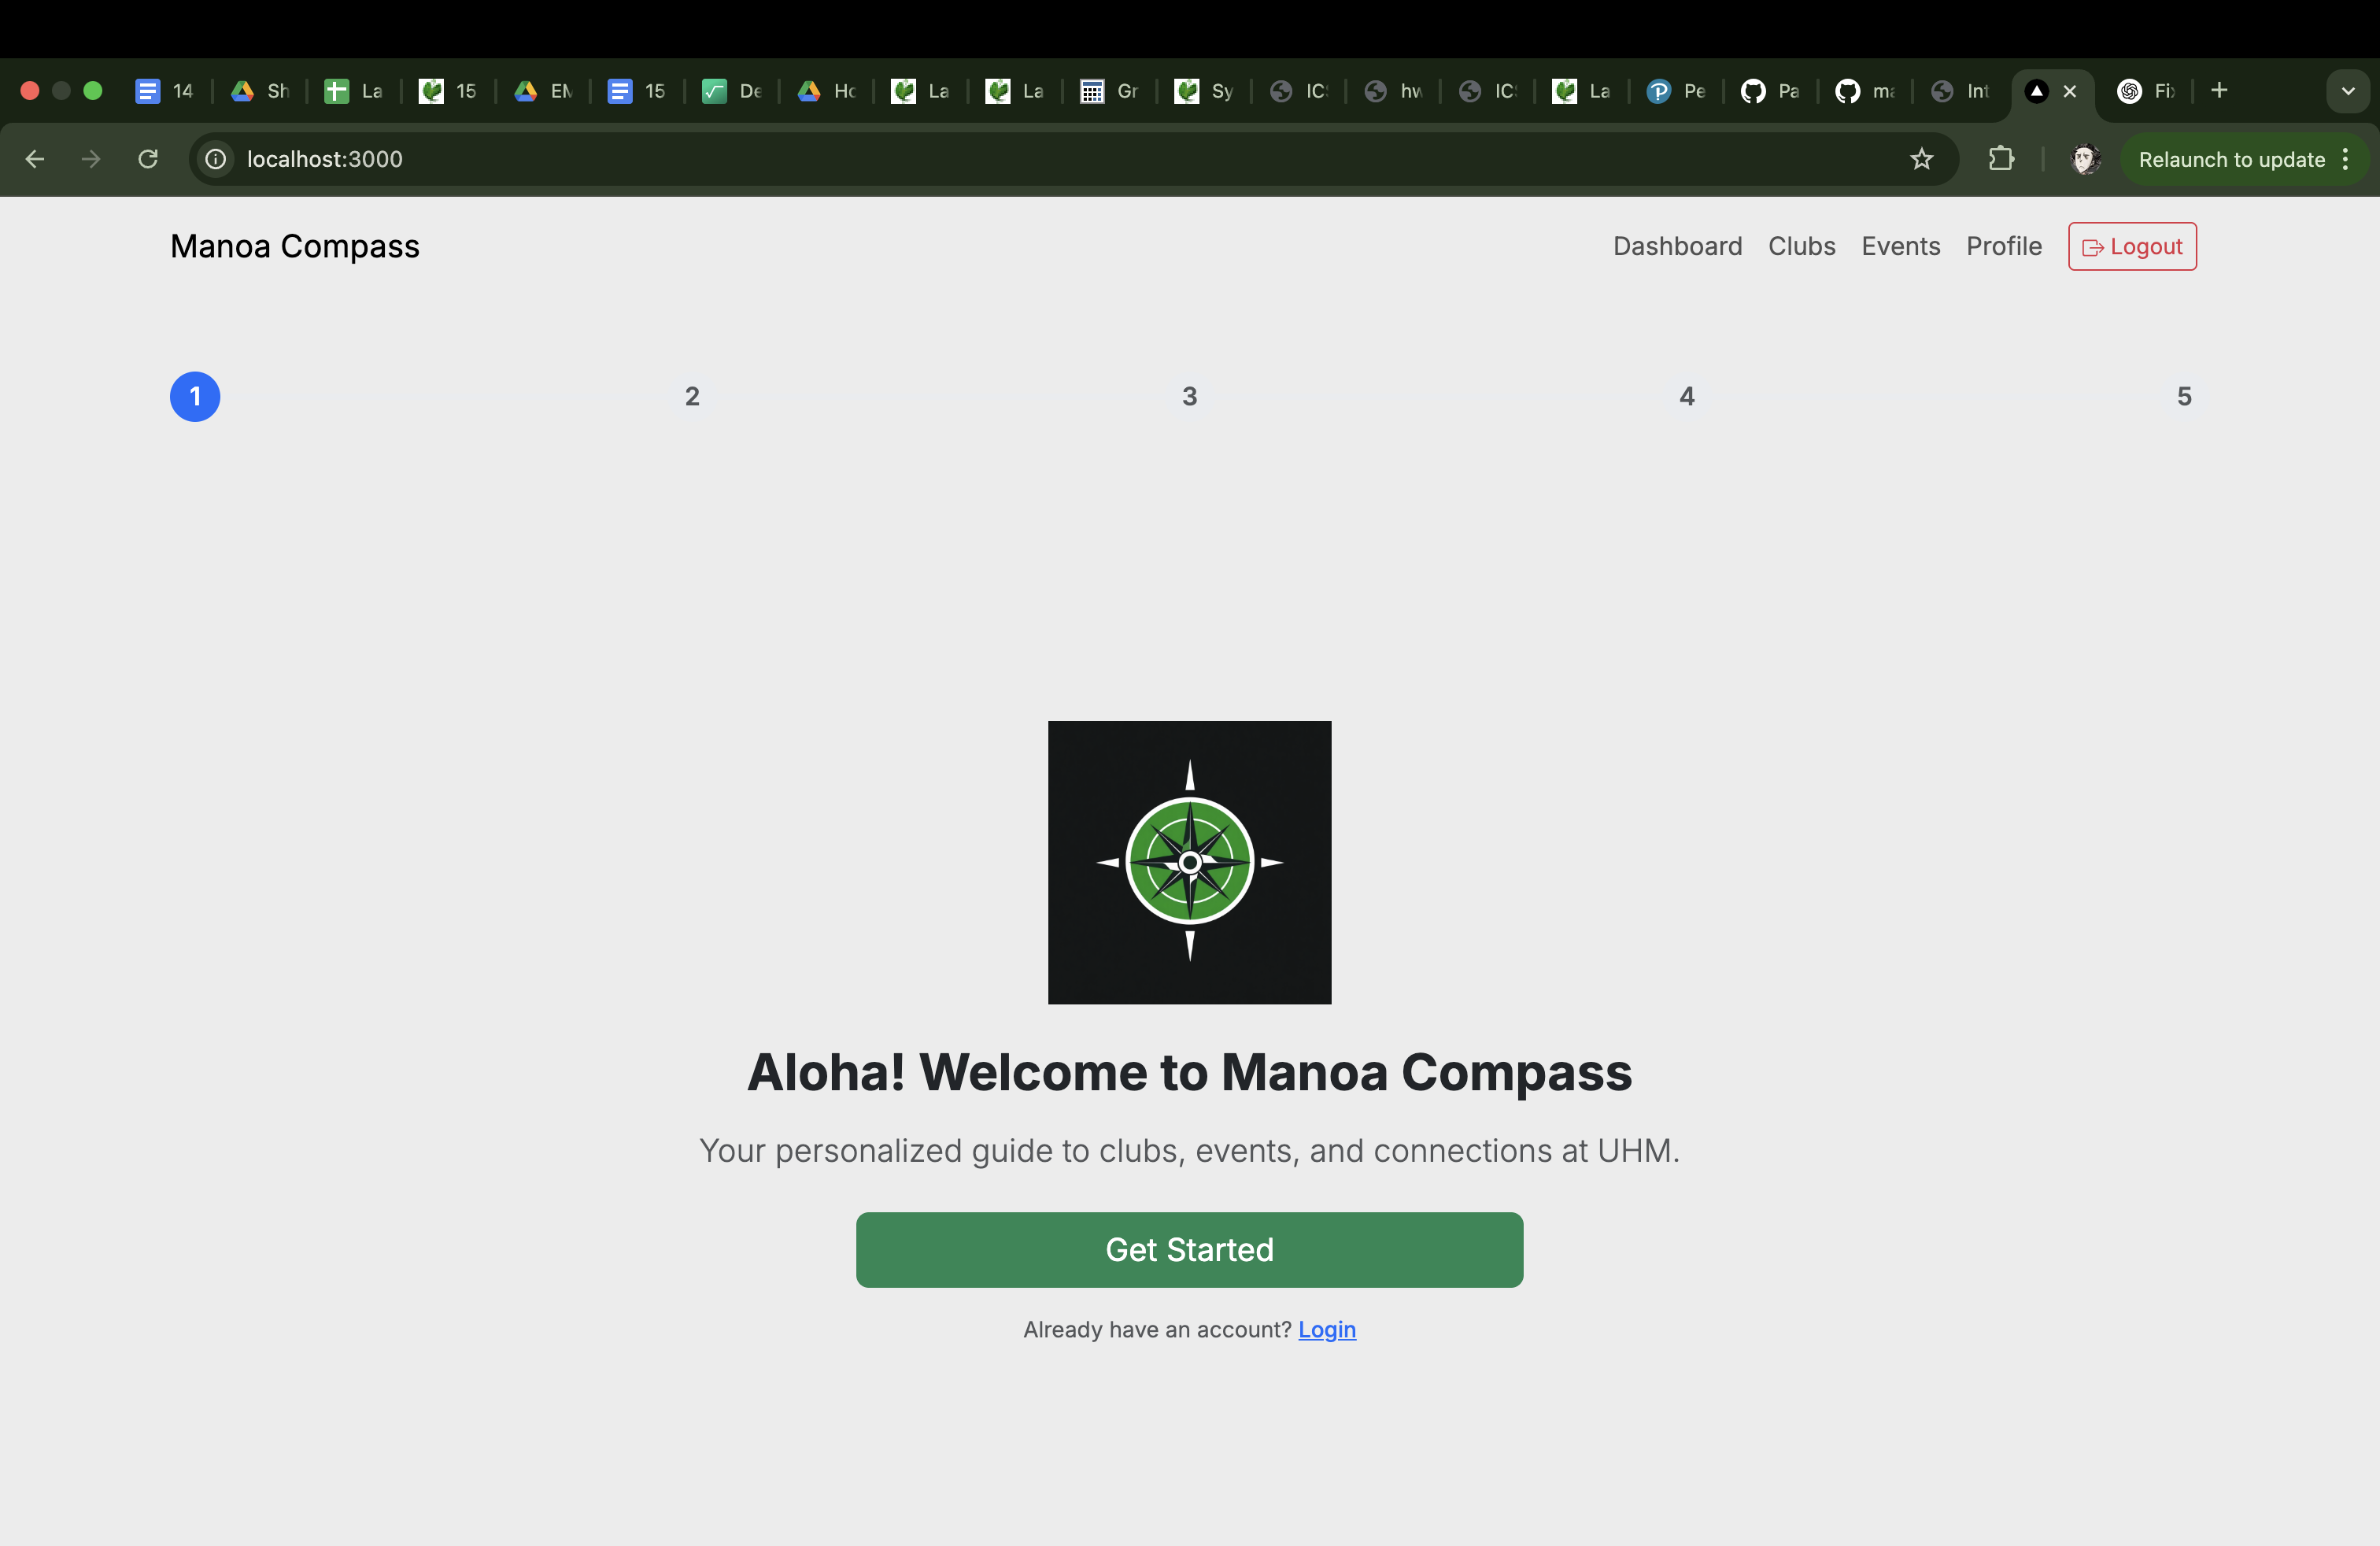 14
Sh
La
15
EM
15
De
Ho
La
La
Gr
Sy
IC
hw
IC
La
Pe
Pa
ma
Int
Fi
localhost:3000
Relaunch to update
Manoa Compass
Dashboard Clubs Events Profile Logout
1 2 3 4 5
Aloha! Welcome to Manoa Compass
Your personalized guide to clubs, events, and connections at UHM.
Get Started
Already have an account? Login